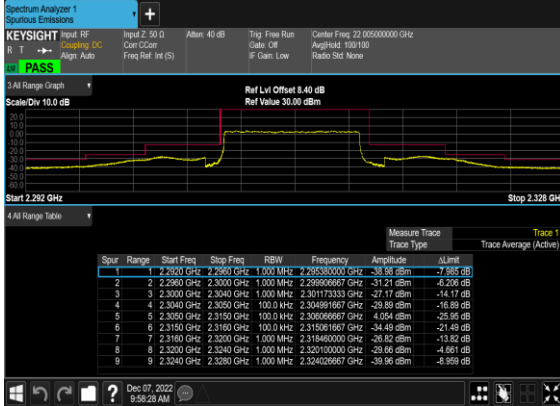 Spectrum Analyzer 1
Spurious Emissions
+
KEYSIGHT
R T
LXI PASS
Input: RF
Coupling: DC
Align: Auto
Input Z: 50 Ω
Corr CCorr
Freq Ref: Int (S)
Atten: 40 dB
Trig: Free Run
Gate: Off
IF Gain: Low
Center Freq: 22.005000000 GHz
Avg|Hold: 100/100
Radio Std: None
3 All Range Graph
Scale/Div 10.0 dB
Ref Lvl Offset 8.40 dB
Ref Value 30.00 dBm
20.0
10.0
0.00
-10.0
-20.0
-30.0
-40.0
-50.0
-60.0
Start 2.292 GHz
Stop 2.328 GH
4 All Range Table
Measure Trace Trace 1
Trace Type Trace Average (Active)
Spur Range Start Freq Stop Freq RBW Frequency Amplitude ΔLimit
1 1 2.2920 GHz 2.2960 GHz 1.000 MHz 2.295380000 GHz -38.98 dBm -7.985 dB
2 2 2.2960 GHz 2.3000 GHz 1.000 MHz 2.299906667 GHz -31.21 dBm -6.206 dB
3 3 2.3000 GHz 2.3040 GHz 1.000 MHz 2.301173333 GHz -27.17 dBm -14.17 dB
4 4 2.3040 GHz 2.3050 GHz 100.0 kHz 2.304991667 GHz -29.89 dBm -16.89 dB
5 5 2.3050 GHz 2.3150 GHz 100.0 kHz 2.306066667 GHz 4.054 dBm -25.95 dB
6 6 2.3150 GHz 2.3160 GHz 100.0 kHz 2.315061667 GHz -34.49 dBm -21.49 dB
7 7 2.3160 GHz 2.3200 GHz 1.000 MHz 2.318460000 GHz -26.82 dBm -13.82 dB
8 8 2.3200 GHz 2.3240 GHz 1.000 MHz 2.320100000 GHz -29.66 dBm -4.661 dB
9 9 2.3240 GHz 2.3280 GHz 1.000 MHz 2.324026667 GHz -39.96 dBm -8.959 dB
?
Dec 07, 2022
9:58:28 AM